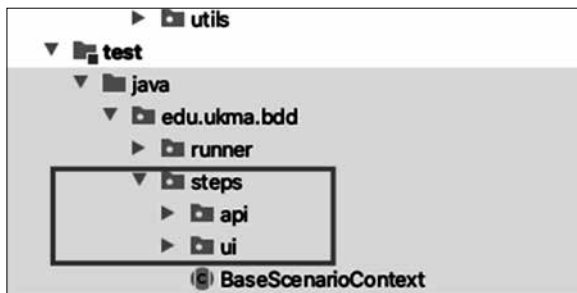 utils
test
java
edu.ukma.bdd
runner
steps
api
ui
BaseScenarioContext